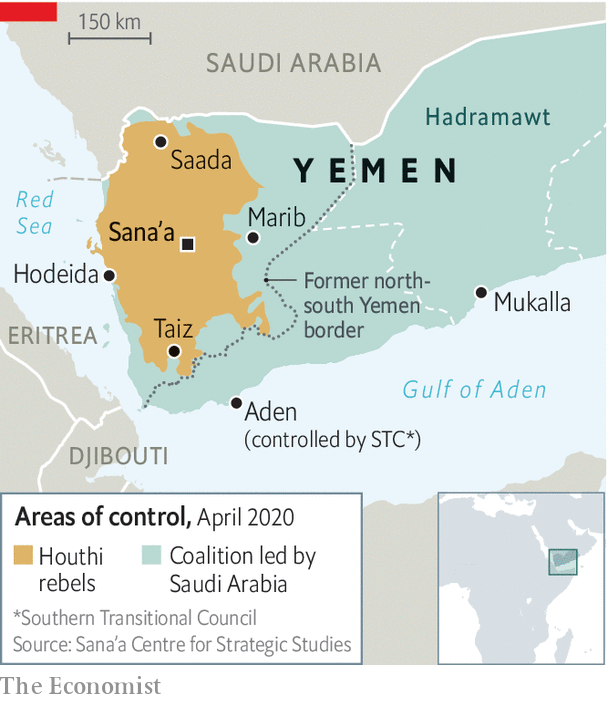 150 km
SAUDI ARABIA
Hadramawt
Saada
YEMEN
Red
Sea
Sana’a
Marib
Hodeida
Former north-
south Yemen
border
Mukalla
ERITREA
Taiz
Gulf of Aden
Aden
(controlled by STC*)
DJIBOUTI
Areas of control, April 2020
Houthi
rebels
Coalition led by
Saudi Arabia
*Southern Transitional Council
Source: Sana’a Centre for Strategic Studies
The Economist